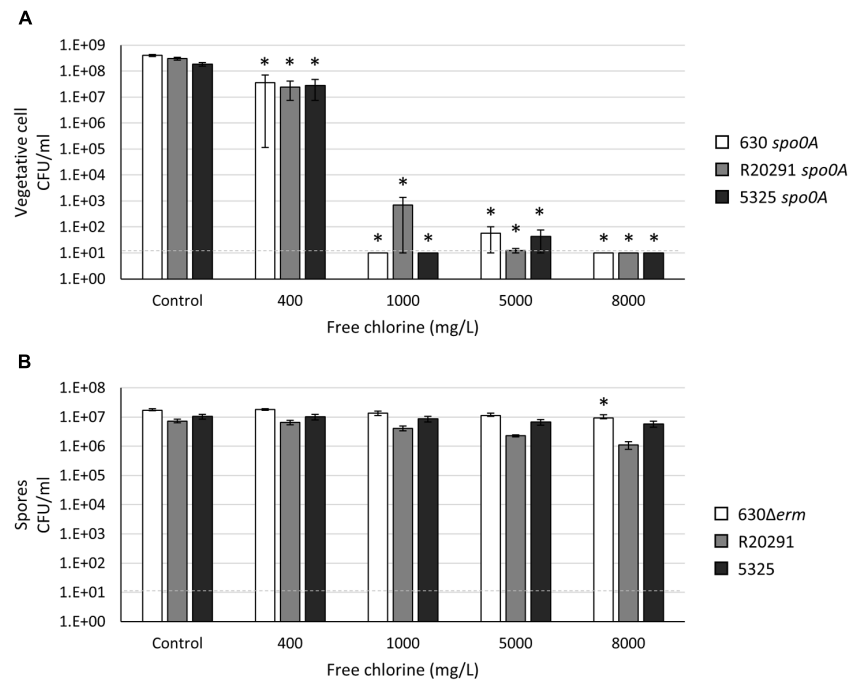 A
1.E+09
1.E+08
1.E+07
1.E+06
1.E+05
1.E+04
1.E+03
1.E+02
1.E+01
1.E+00
Vegetative cell
CFU/ml
* * *
* * *
* * *
* * *
Control 400 1000 5000 8000
Free chlorine (mg/L)
630 spo0A
R20291 spo0A
5325 spo0A
B
1.E+08
1.E+07
1.E+06
1.E+05
1.E+04
1.E+03
1.E+02
1.E+01
1.E+00
Spores
CFU/ml
*
Control 400 1000 5000 8000
Free chlorine (mg/L)
630Δerm
R20291
5325